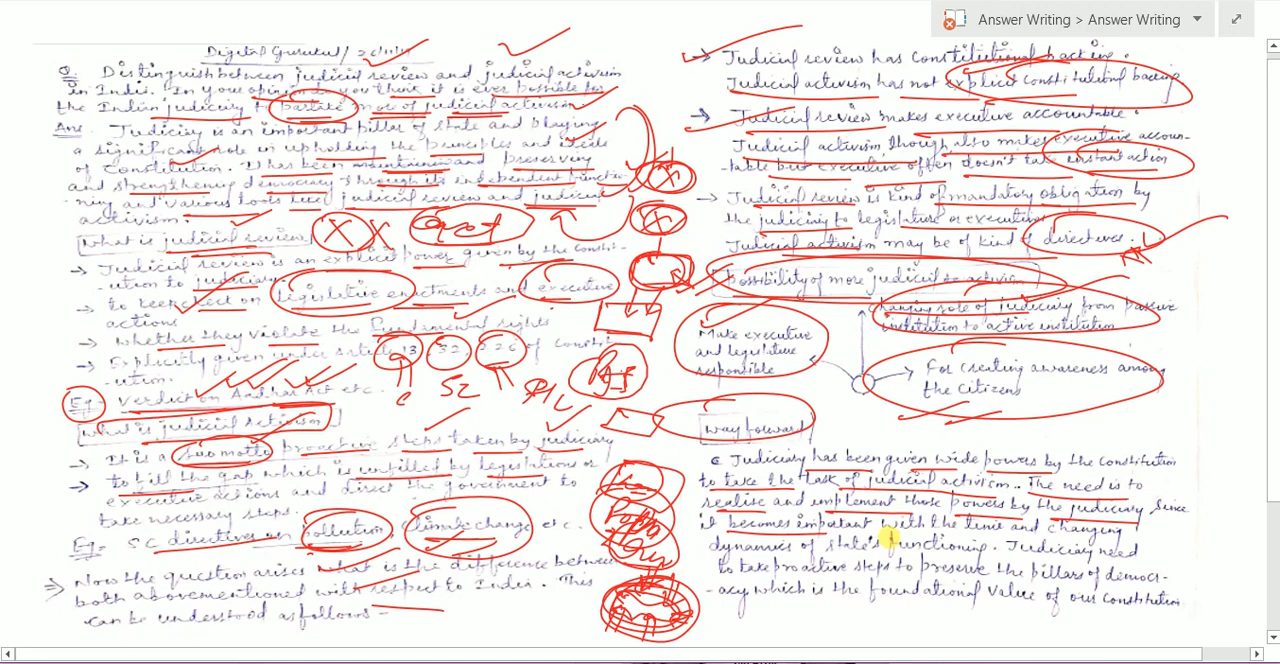 Answer Writing > Answer Writing
Digital Gurukul / 26/11/19
Q. Distinguish between judicial review and judicial activism
in India. In your opinion do you think it is ever possible for
the Indian judiciary to partake more of judicial activism.
Ans. Judiciary is an important pillar of state and playing
a significant role in upholding the principles and ideals
of Constitution. It has been maintaining and preserving
and strengthening democracy through its independent functio-
ning and various tools like judicial review and judicial
activism.
What is judicial review
→ Judicial review is an explicit power given by the consti-
ution to judiciary
→ to keep check on legislative enactments and executive
actions
→ Whether they violate the fundamental rights
→ Explicitly given under article 13, 32, 226 of constit-
ution.
Eg - Verdict on Aadhar Act etc.
What is judicial activism
→ It is a suo motto proactive steps taken by judiciary
→ to fill the gap which is unfilled by legislations or
executive actions and direct the government to
take necessary steps.
Eg - SC directives on pollution, climate change etc.
⇒ Now the question arises what is the difference between
both abovementioned with respect to India. This
can be understood as follows -
→ Judicial review has Constitutional backing.
Judicial activism has not explicit constitutional backing
→ Judicial review makes executive accountable.
Judicial activism though also makes executive accoun-
table but executive often doesn't take instant action
→ Judicial review is kind of mandatory obligation by
the judiciary to legislature or executive
Judicial activism may be of kind of directives.
Possibility of more judicial activism
Changing role of judiciary from passive
institution to active institution
Make executive
and legislative
responsible
→ For creating awareness among
the Citizens
Way forward
Judiciary has been given wide powers by the constitution
to take the task of judicial activism. The need is to
realise and implement those powers by the judiciary since
it becomes important with the time and changing
dynamics of state's functioning. Judiciary need
to take proactive steps to preserve the pillars of democr-
acy which is the foundational value of our constitution.